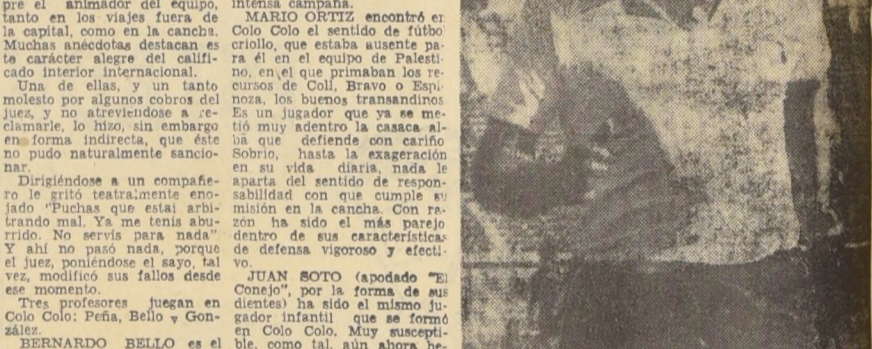 pre el animador del equipo,
tanto en los viajes fuera de
la capital, como en la cancha.
Muchas anécdotas destacan es
te carácter alegre del califi-
cado interior internacional.
Una de ellas, y un tanto
molesto por algunos cobros del
juez, y no atreviéndose a re-
clamarle, lo hizo, sin embargo
en forma indirecta, que éste
no pudo naturalmente sancio-
nar.
Dirigiéndose a un compañe-
ro le gritó teatralmente eno-
jado "Puchas que estai arbi-
trando mal. Ya me tenís abu-
rrido. No servís para nada"
Y ahí no pasó nada, porque
el juez, poniéndose el sayo, tal
vez, modificó sus fallos desde
ese momento.
Tres profesores juegan en
Colo Colo: Peña, Bello y Gon-
zález.
BERNARDO BELLO es el
intensa campaña.
MARIO ORTIZ encontró en
Colo Colo el sentido de fútbo
criollo, que estaba ausente pa-
ra él en el equipo de Palesti-
no, en el que primaban los re-
cursos de Coll, Bravo o Espi-
noza, los buenos transandinos
Es un jugador que ya se me-
tió muy adentro la casaca al-
ba que defiende con cariño
Sobrio, hasta la exageración
en su vida diaria, nada le
aparta del sentido de respon-
sabilidad con que cumple su
misión en la cancha. Con ra-
zón ha sido el más parejo
dentro de sus características
de defensa vigoroso y efecti-
vo.
JUAN SOTO (apodado "El
Conejo", por la forma de sus
dientes) ha sido el mismo ju-
gador infantil que se formó
en Colo Colo. Muy suscepti-
ble, como tal, aún ahora he-